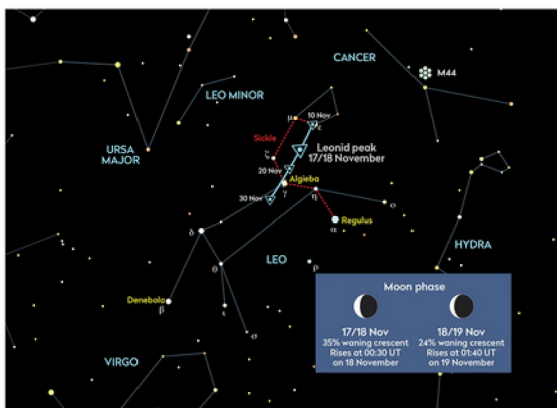 CANCER
M44
LEO MINOR
10 Nov
μ
ε
URSA
MAJOR
Sickle
Leonid peak
17/18 November
ζ
20 Nov
Algieba
γ
30 Nov
η
ο
Regulus
α
δ
HYDRA
θ
LEO
ρ
Denebola
β
ι
σ
VIRGO
Moon phase
17/18 Nov
35% waning crescent
Rises at 00:30 UT
on 18 November
18/19 Nov
24% waning crescent
Rises at 01:40 UT
on 19 November